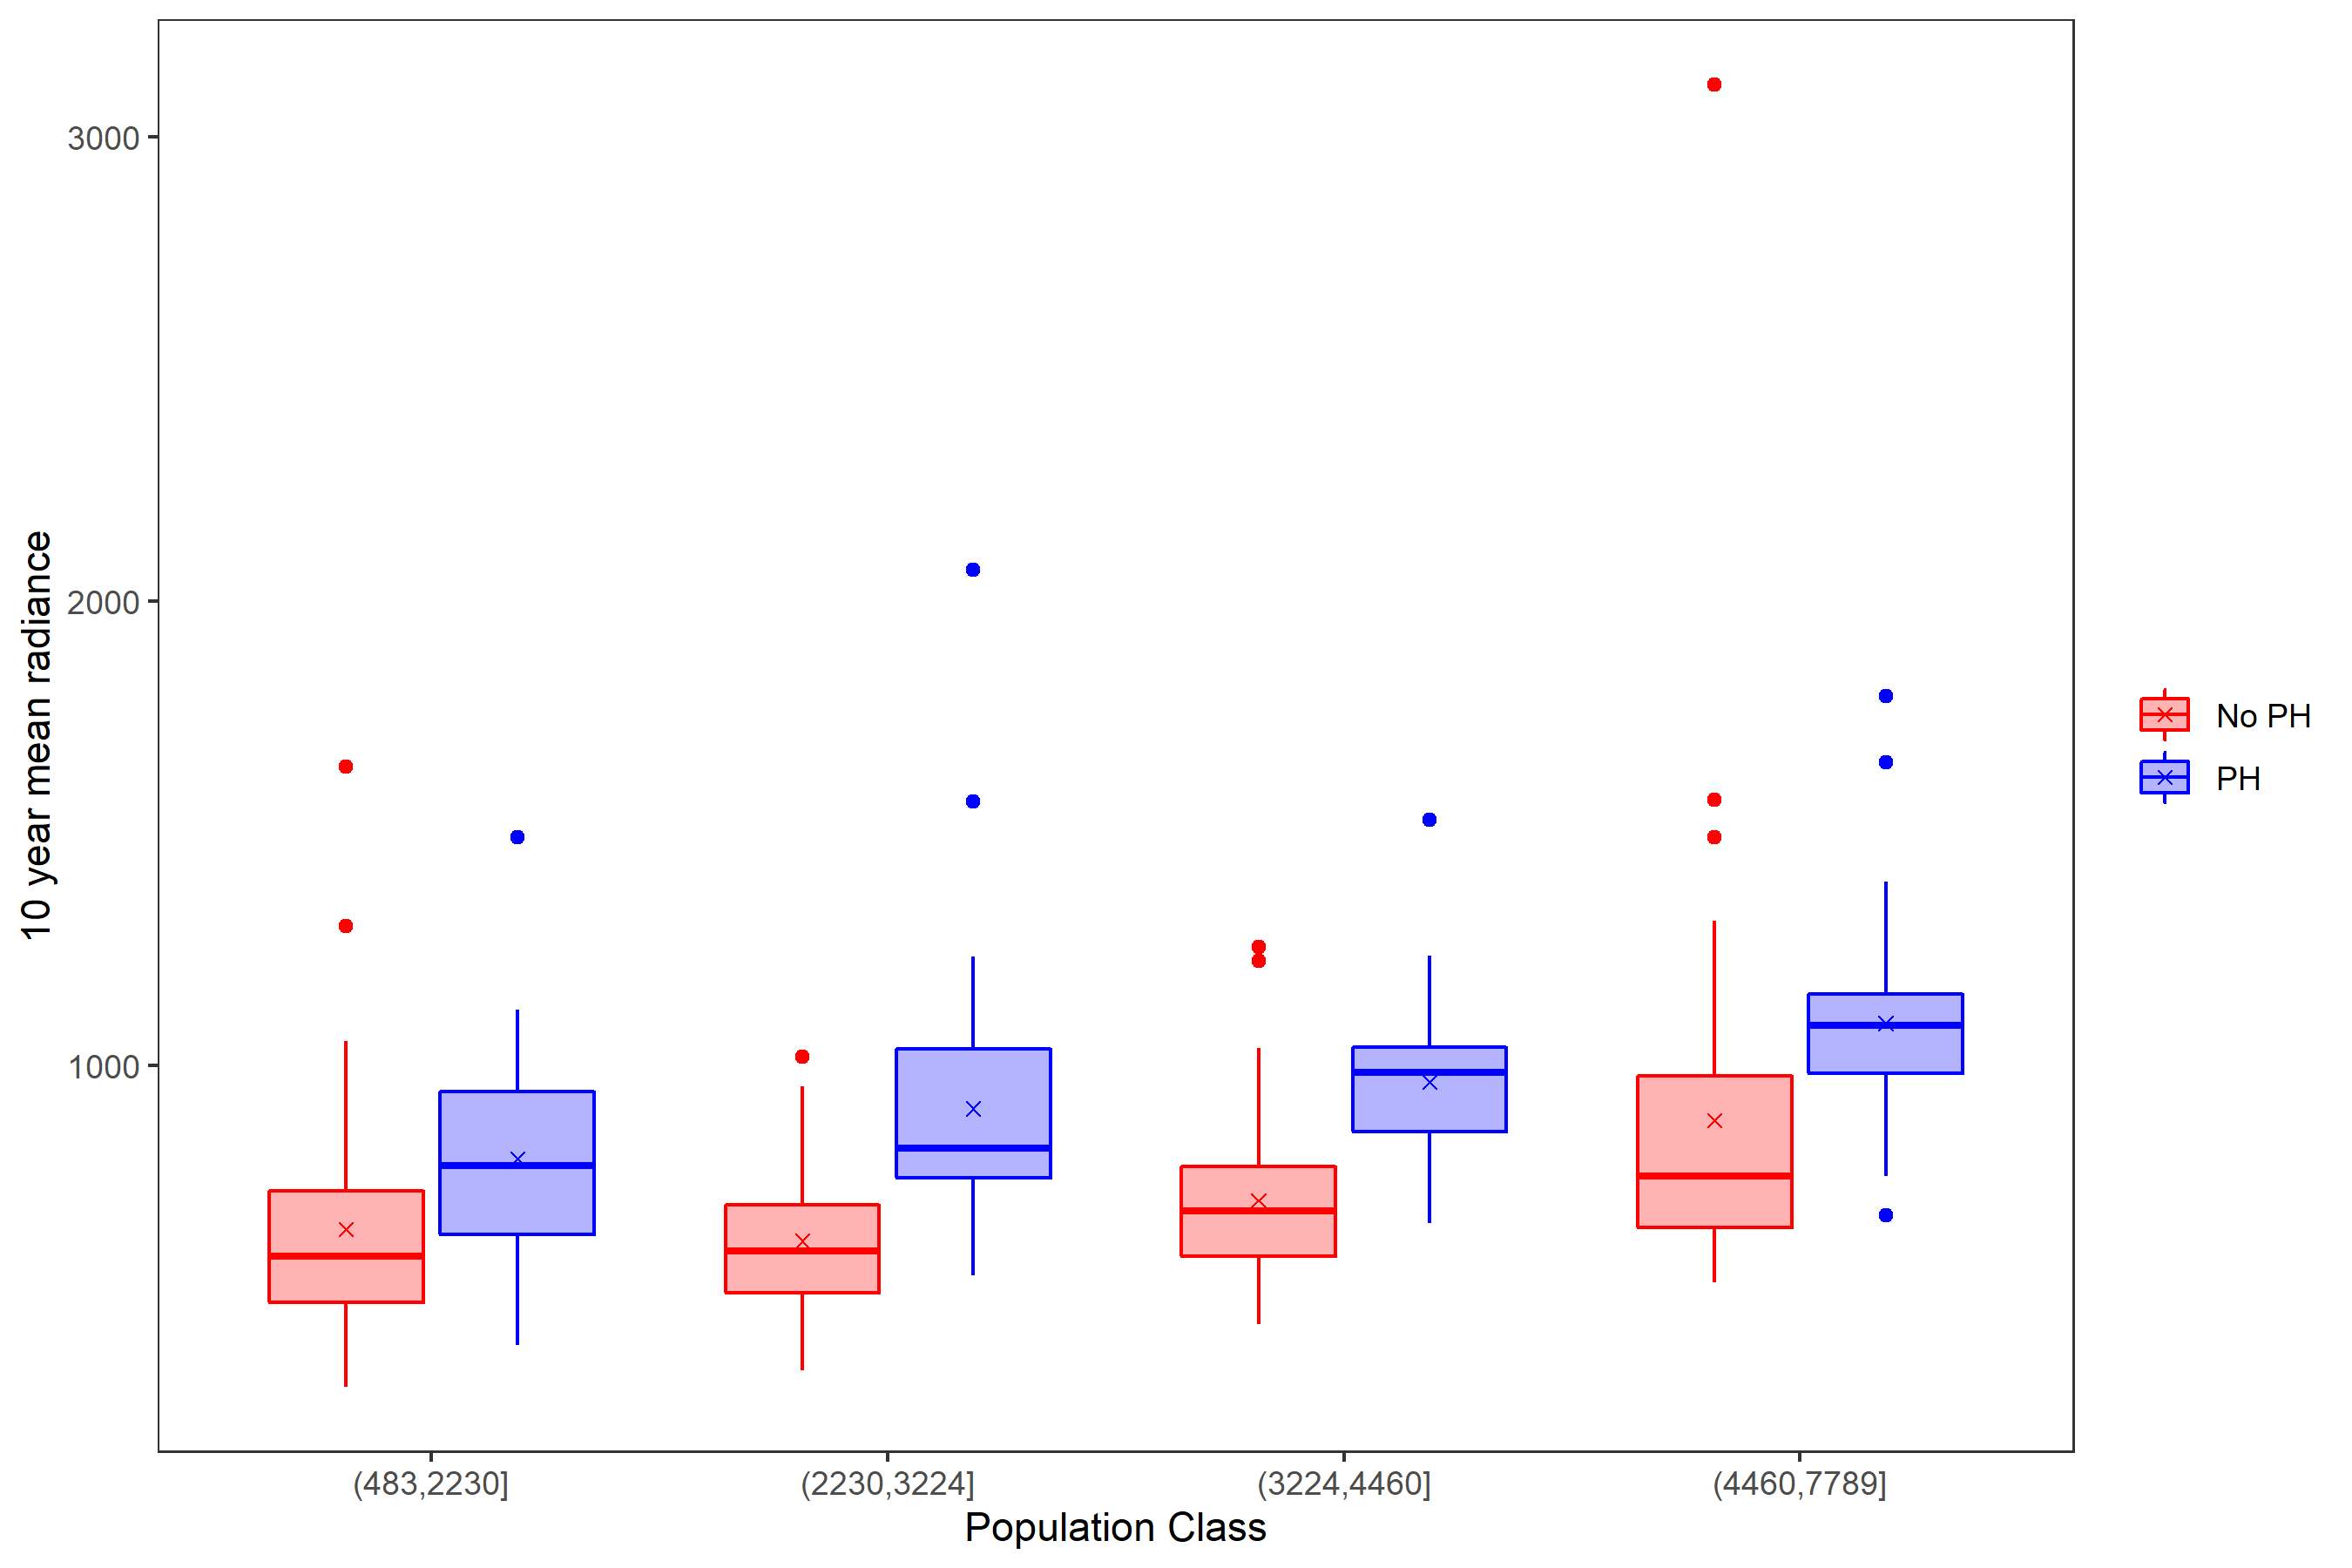 10 year mean radiance
3000
2000
1000
(483,2230]
(2230,3224]
(3224,4460]
(4460,7789]
Population Class
No PH
PH